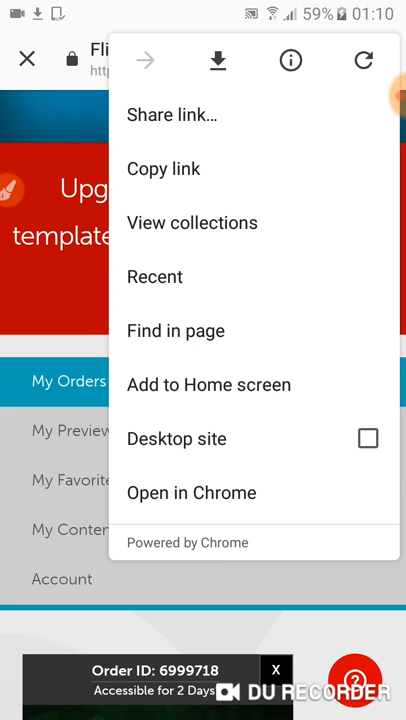 59% 01:10
Fli
http
Share link...
Copy link
View collections
Recent
Find in page
Add to Home screen
Desktop site
Open in Chrome
Powered by Chrome
Upg
template
My Orders
My Preview
My Favorite
My Conten
Account
Order ID: 6999718
X
Accessible for 2 Days
DU RECORDER